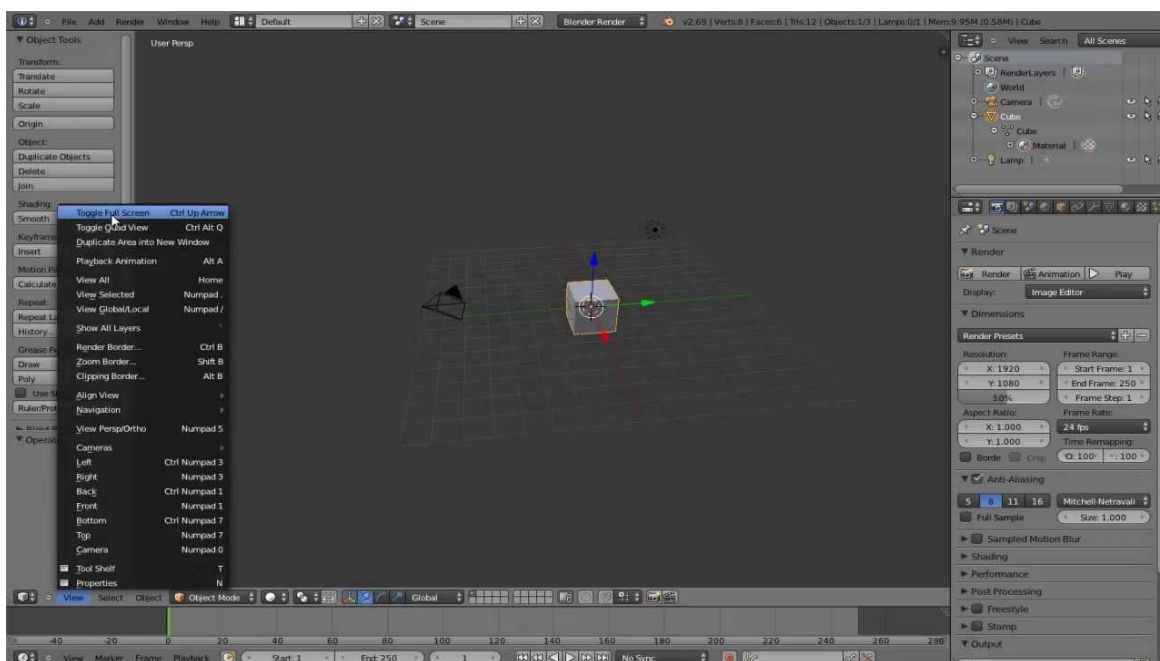 File Add Render Window Help Default Scene Blender Render v2.69 | Verts:8 | Faces:6 | Tris:12 | Objects:1/3 | Lamps:0/1 | Mem:9.95M (0.58M) | Cube
Object Tools
Transform:
Translate
Rotate
Scale
Origin
Object:
Duplicate Objects
Delete
Join
Shading:
Smooth
Insert
Calculate
Repeat:
History...
Draw
Poly
User Persp
Toggle Full Screen Ctrl Up Arrow
Toggle Quad View Ctrl Alt Q
Duplicate Area into New Window
Playback Animation Alt A
View All Home
View Selected Numpad .
View Global/Local Numpad /
Show All Layers `
Render Border... Ctrl B
Zoom Border... Shift B
Clipping Border... Alt B
Align View
Navigation
View Persp/Ortho Numpad 5
Cameras
Left Ctrl Numpad 3
Right Numpad 3
Back Ctrl Numpad 1
Front Numpad 1
Bottom Ctrl Numpad 7
Top Numpad 7
Camera Numpad 0
Tool Shelf T
Properties N
View Select Object Object Mode Global
-40 -20 0 20 40 60 80 100 120 140 160 180 200 220 240 260 280
View Marker Frame Playback Start: 1 End: 250 1 No Sync
View Search All Scenes
Scene
RenderLayers |
World
Camera |
Cube
Cube
Material |
Lamp |
Scene
Render
Render Animation Play
Display: Image Editor
Dimensions
Render Presets
Resolution: Frame Range:
X: 1920 Start Frame: 1
Y: 1080 End Frame: 250
50% Frame Step: 1
Aspect Ratio: Frame Rate:
X: 1.000 24 fps
Y: 1.000 Time Remapping:
Borde Crop O: 100 : 100
Anti-Aliasing
5 8 11 16 Mitchell-Netravali
Full Sample Size: 1.000
Sampled Motion Blur
Shading
Performance
Post Processing
Freestyle
Stamp
Output